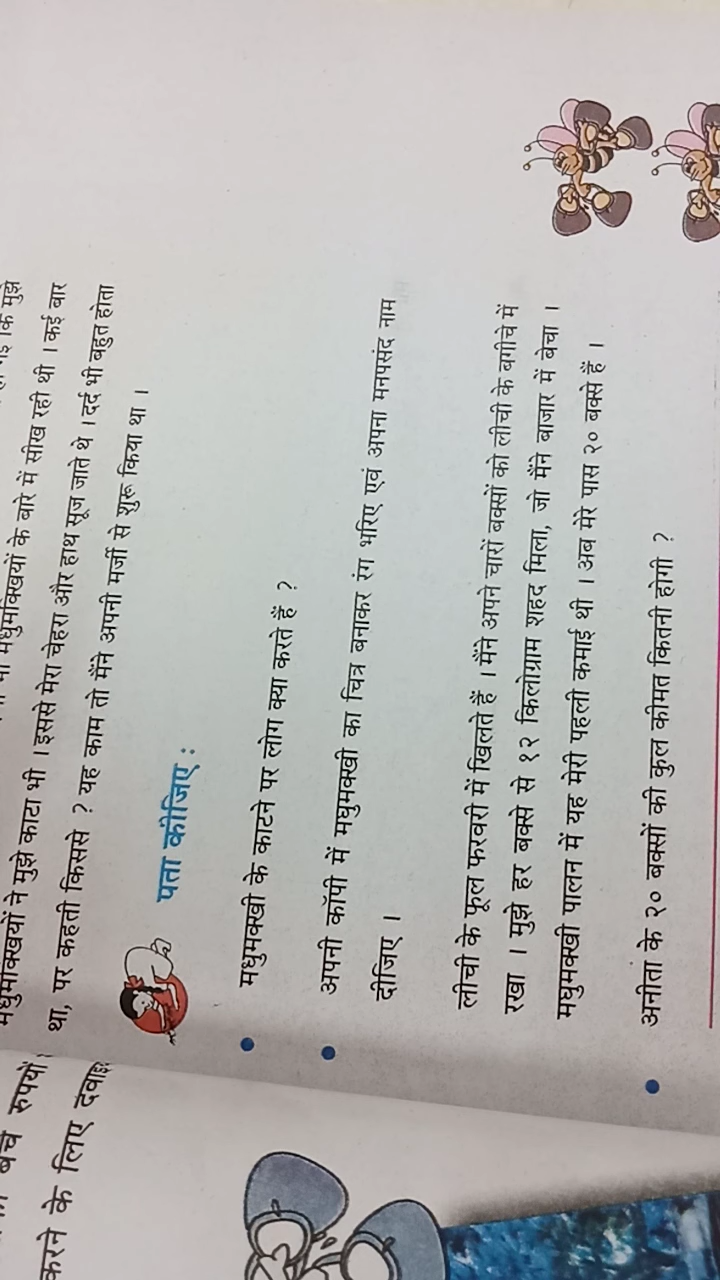 मुझे
मधुमक्खियों के बारे में सीख रही थी । कई बार
मधुमक्खियों ने मुझे काटा भी । इससे मेरा चेहरा और हाथ सूज जाते थे । दर्द भी बहुत होता
था, पर कहती किससे ? यह काम तो मैंने अपनी मर्जी से शुरू किया था ।
पता कीजिए :
• मधुमक्खी के काटने पर लोग क्या करते हैं ?
• अपनी कॉपी में मधुमक्खी का चित्र बनाकर रंग भरिए एवं अपना मनपसंद नाम
दीजिए ।
लीची के फूल फरवरी में खिलते हैं । मैंने अपने चारों बक्सों को लीची के बगीचे में
रखा । मुझे हर बक्से से १२ किलोग्राम शहद मिला, जो मैंने बाजार में बेचा ।
मधुमक्खी पालन में यह मेरी पहली कमाई थी । अब मेरे पास २० बक्से हैं ।
• अनीता के २० बक्सों की कुल कीमत कितनी होगी ?
रुपयों
करने के लिए